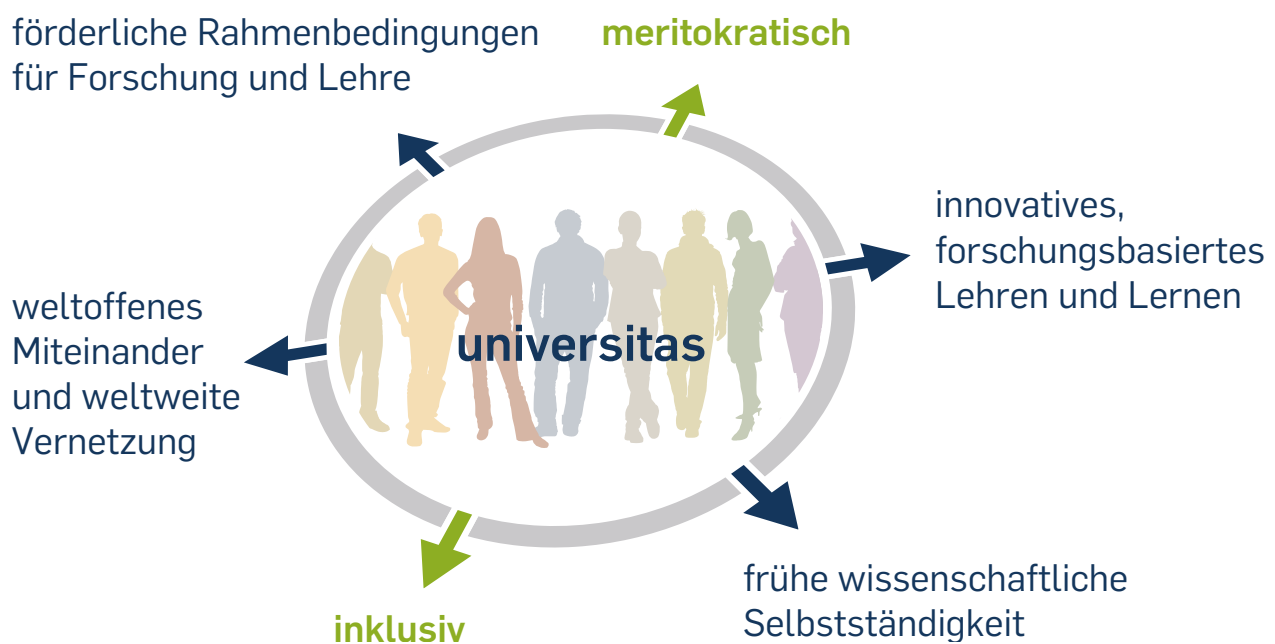 förderliche Rahmenbedingungen
für Forschung und Lehre
meritokratisch
innovatives,
forschungsbasiertes
Lehren und Lernen
weltoffenes
Miteinander
und weltweite
Vernetzung
universitas
frühe wissenschaftliche
Selbstständigkeit
inklusiv